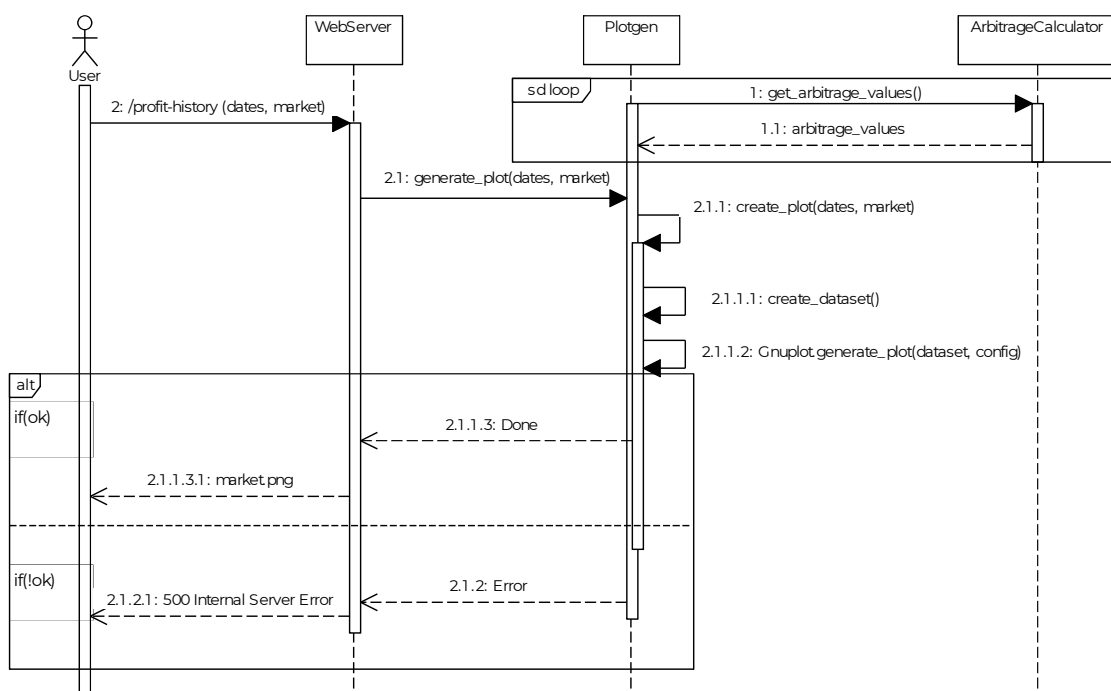 WebServer
Plotgen
ArbitrageCalculator
User
sd loop
1: get_arbitrage_values()
2: /profit-history (dates, market)
1.1: arbitrage_values
2.1: generate_plot(dates, market)
2.1.1: create_plot(dates, market)
2.1.1.1: create_dataset()
2.1.1.2: Gnuplot.generate_plot(dataset, config)
alt
if(ok)
2.1.1.3: Done
2.1.1.3.1: market.png
if(!ok)
2.1.2: Error
2.1.2.1: 500 Internal Server Error